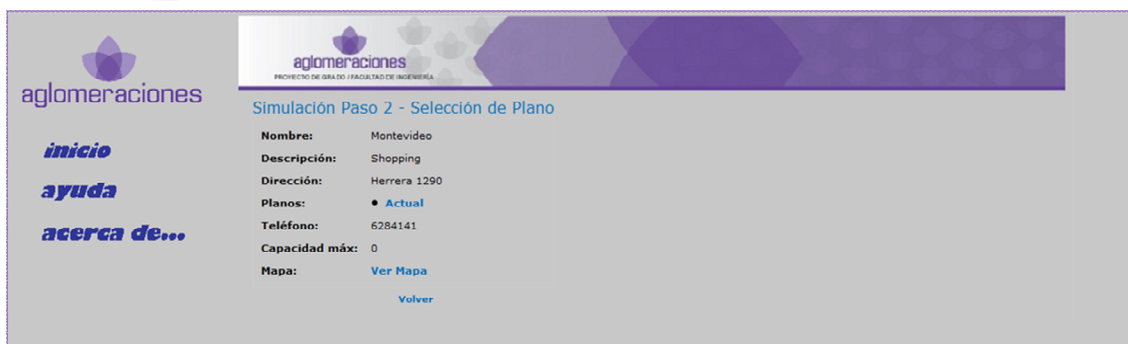 aglomeraciones
inicio
ayuda
acerca de...
aglomeraciones
PROYECTO DE GRADO / FACULTAD DE INGENIERÍA
Simulación Paso 2 - Selección de Plano
Nombre: Montevideo
Descripción: Shopping
Dirección: Herrera 1290
Planos: • Actual
Teléfono: 6284141
Capacidad máx: 0
Mapa: Ver Mapa
Volver